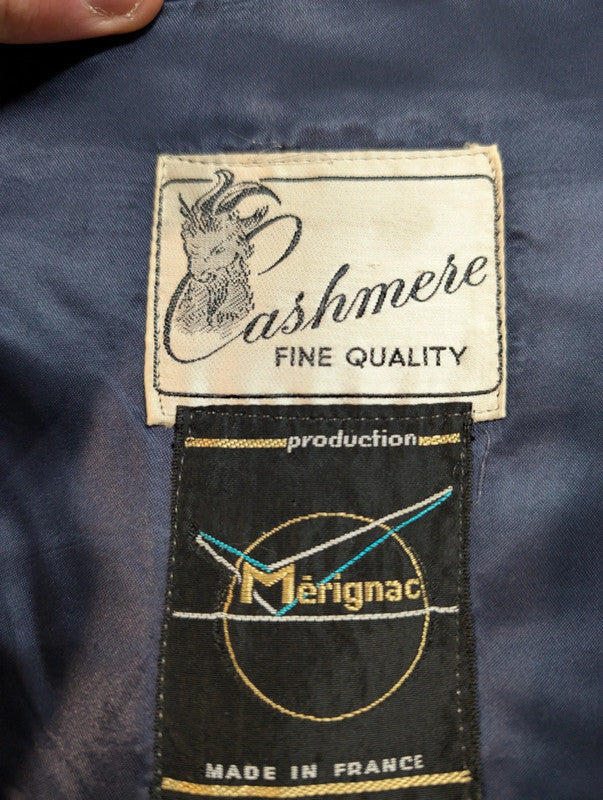 Cashmere
FINE QUALITY
production
Mérignac
MADE IN FRANCE